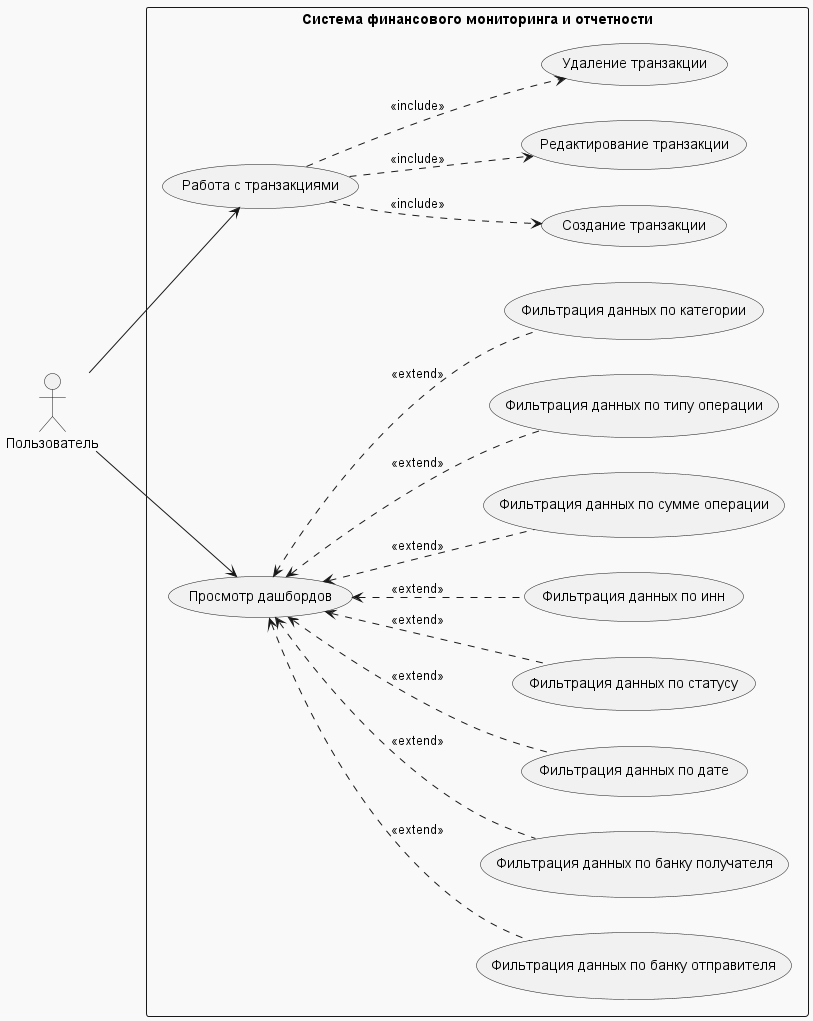 Система финансового мониторинга и отчетности
Удаление транзакции
«include»
Редактирование транзакции
«include»
Работа с транзакциями
«include»
Создание транзакции
Фильтрация данных по категории
«extend»
Фильтрация данных по типу операции
Пользователь
«extend»
Фильтрация данных по сумме операции
«extend»
«extend»
Просмотр дашбордов
Фильтрация данных по инн
«extend»
Фильтрация данных по статусу
«extend»
«extend»
Фильтрация данных по дате
«extend»
Фильтрация данных по банку получателя
Фильтрация данных по банку отправителя